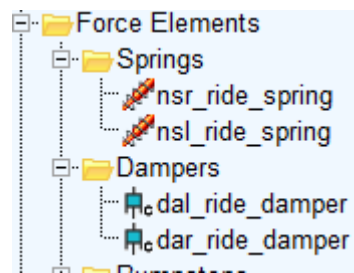 Force Elements
Springs
nsr_ride_spring
nsl_ride_spring
Dampers
dal_ride_damper
dar_ride_damper